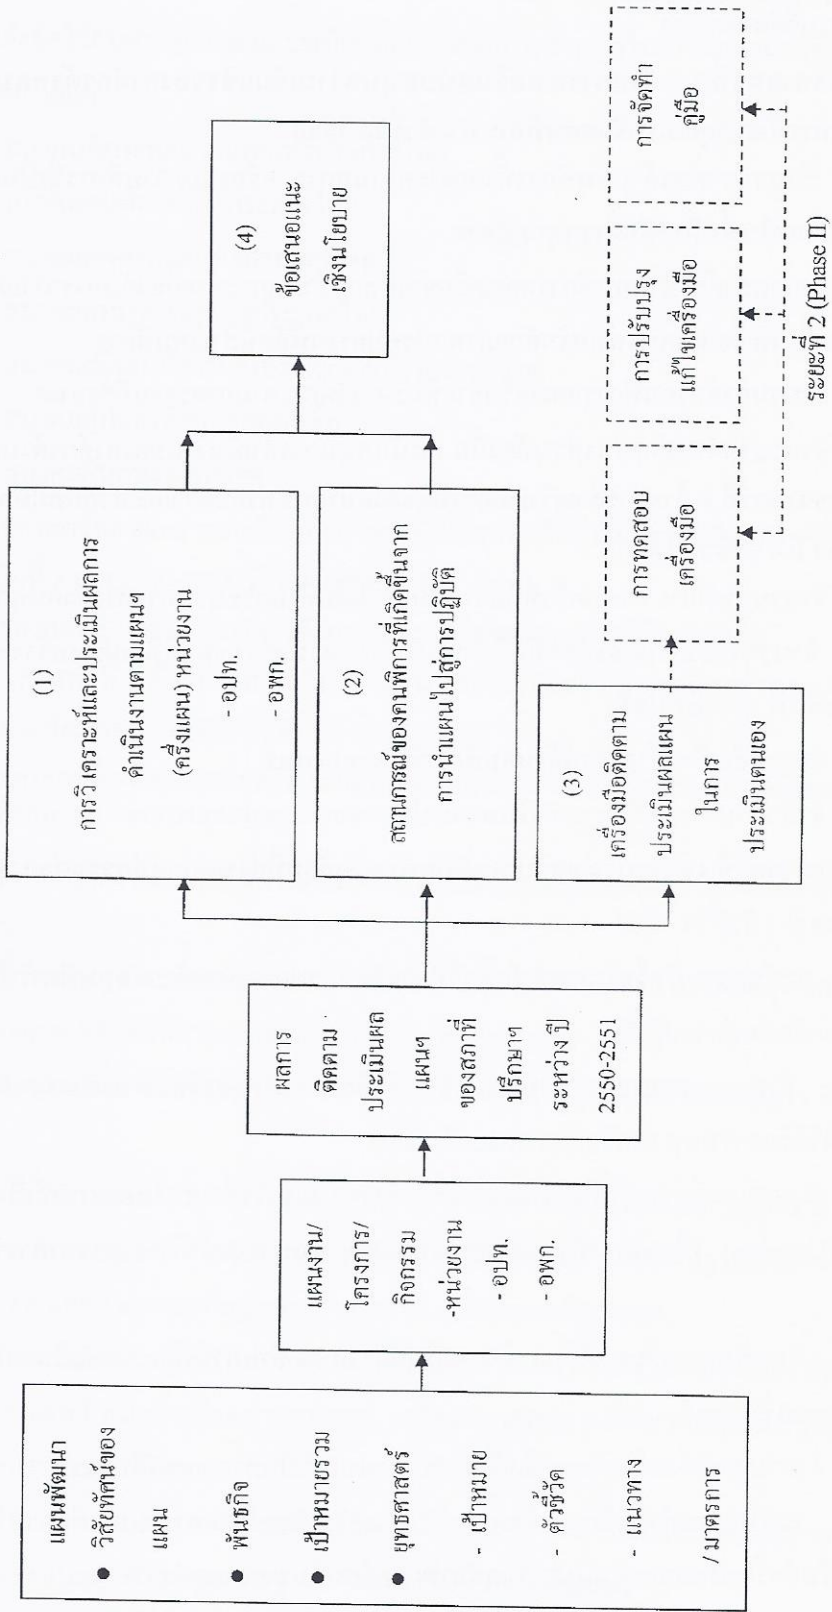 แผนพัฒนา
● วิสัยทัศน์ของ
แผน
● พันธกิจ
● เป้าหมายรวม
● ยุทธศาสตร์
- เป้าหมาย
- ตัวชี้วัด
- แนวทาง
/ มาตรการ
แผนงาน/
โครงการ/
กิจกรรม
-หน่วยงาน
- อปท.
- อพก.
ผลการ
ติดตาม
ประเมินผล
แผนฯ
ของสภาที่
ปรึกษาฯ
ระหว่าง ปี
2550-2551
(1)
การวิเคราะห์และประเมินผลการ
ดำเนินงานตามแผนฯ
(ครึ่งแผน) หน่วยงาน
- อปท.
- อพก.
(2)
สถานการณ์ของคนพิการที่เกิดขึ้นจาก
การนำแผนไปสู่การปฏิบัติ
(3)
เครื่องมือติดตาม
ประเมินผลแผน
ในการ
ประเมินตนเอง
(4)
ข้อเสนอแนะ
เชิงนโยบาย
การทดสอบ
เครื่องมือ
การปรับปรุง
แก้ไขเครื่องมือ
การจัดทำ
คู่มือ
ระยะที่ 2 (Phase II)